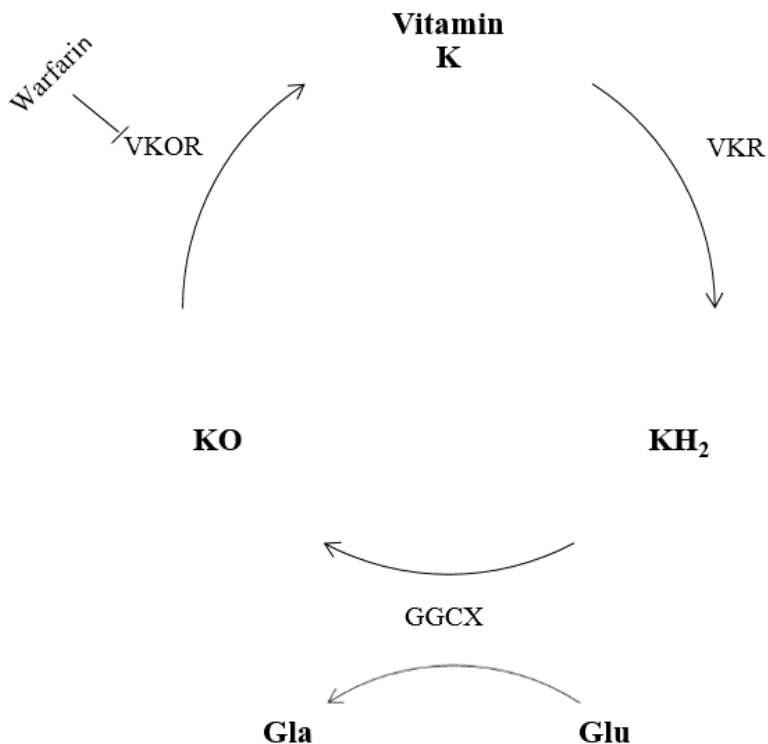 Vitamin
K
Warfarin
VKOR
VKR
KO
KH₂
GGCX
Gla
Glu